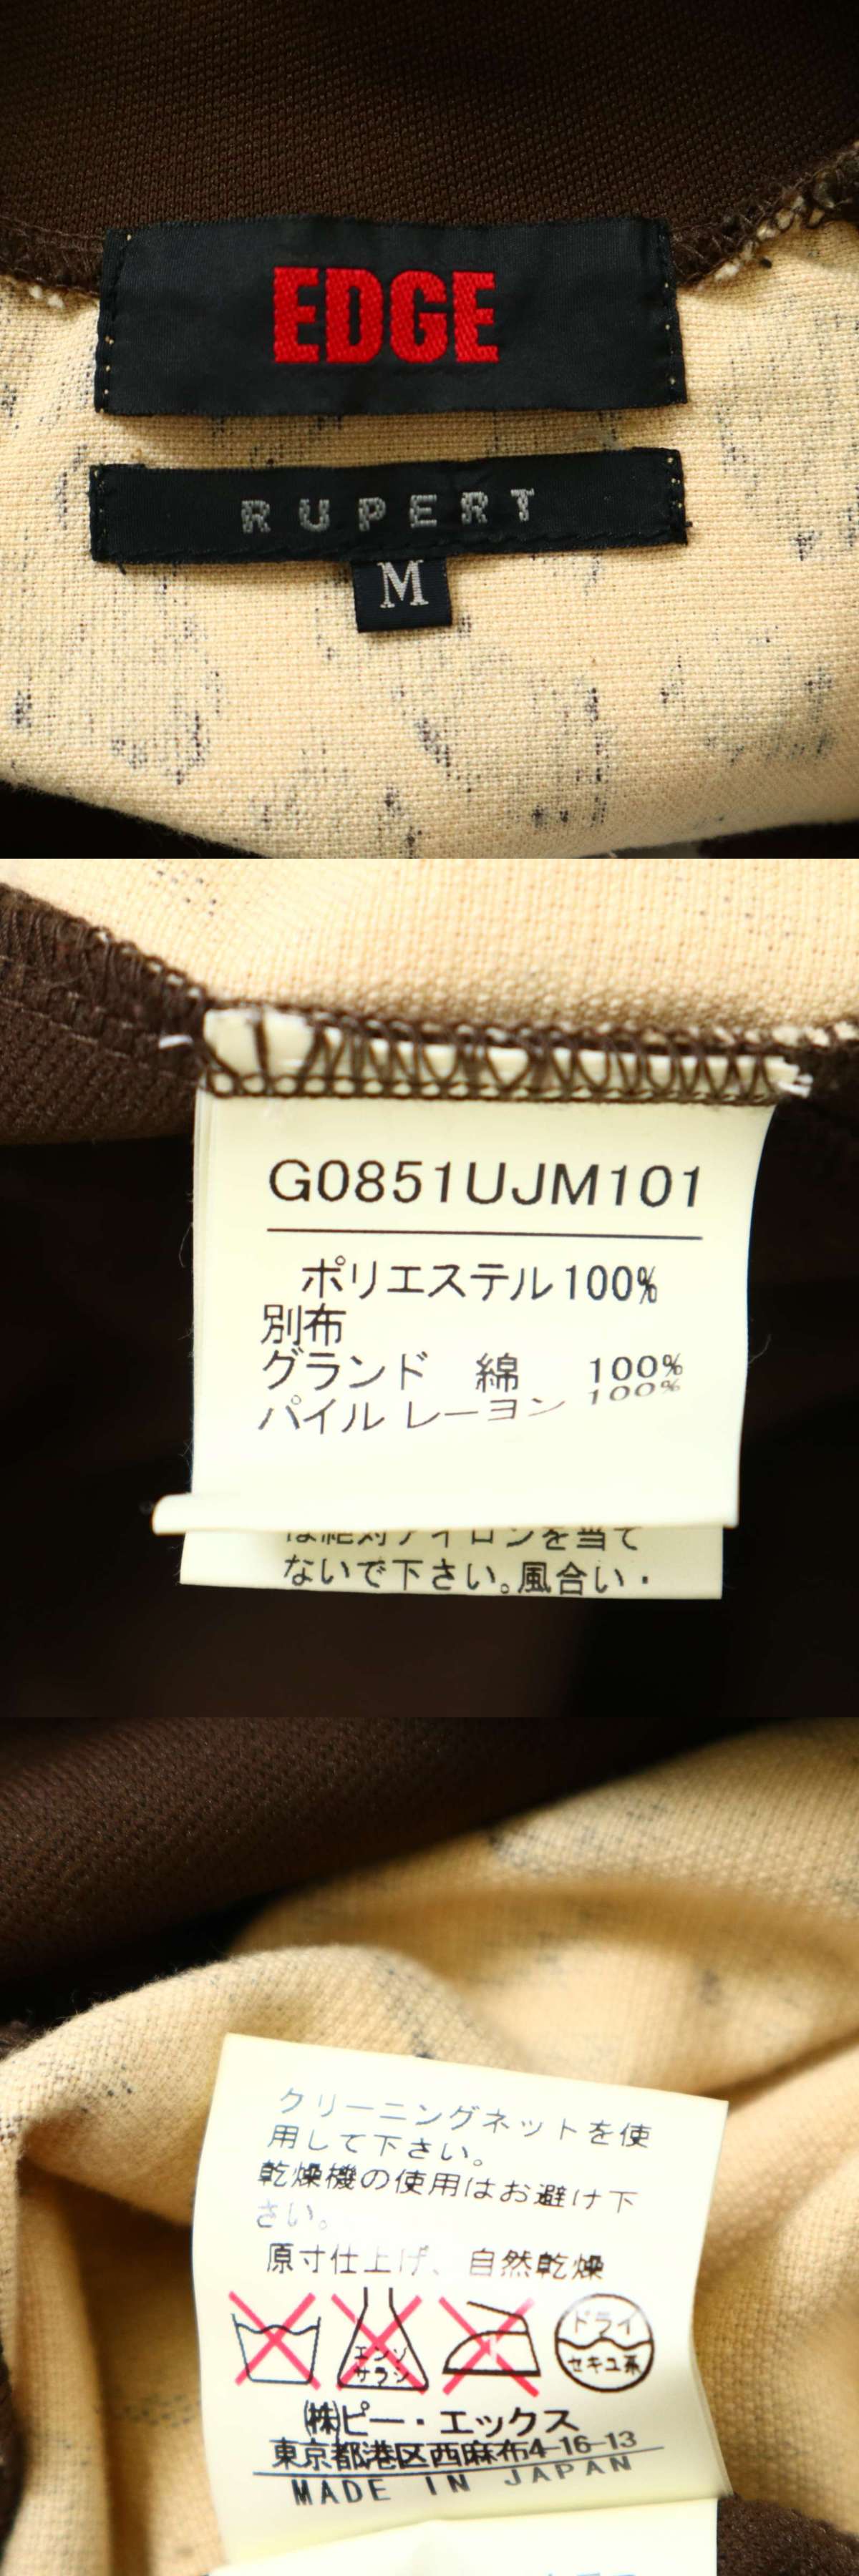 EDGE
RUPERT
M
G0851UJM101
ポリエステル100%
別布
グランド 綿 100%
パイル レーヨン 100%
は絶対アイロンを当て
ないで下さい。風合い・
クリーニングネットを使
用して下さい。
乾燥機の使用はお避け下
さい。
原寸仕上げ、自然乾燥
エンソ
サラシ
ドライ
セキユ系
㈱ピー・エックス
東京都港区西麻布4-16-13
MADE IN JAPAN